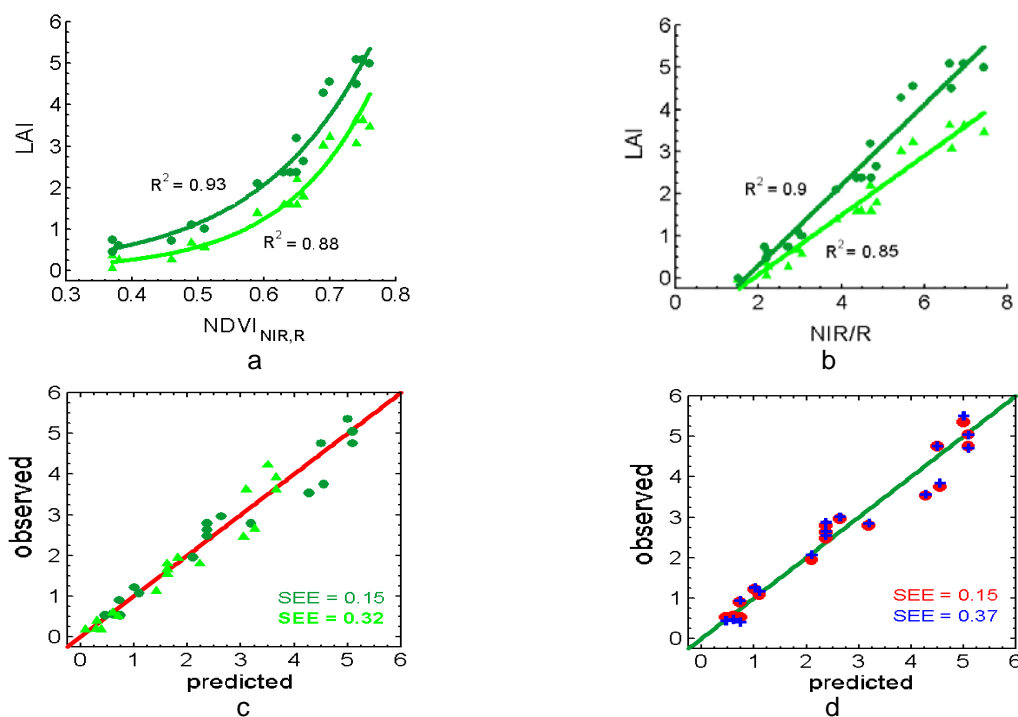 6
5
4
3
2
1
0
LAI
R² = 0.93
R² = 0.88
0.3 0.4 0.5 0.6 0.7 0.8
NDVI NIR,R
a
6
5
4
3
2
1
0
LAI
R² = 0.9
R² = 0.85
0 2 4 6 8
NIR/R
b
6
5
4
3
2
1
0
observed
SEE = 0.15
SEE = 0.32
0 1 2 3 4 5 6
predicted
c
6
5
4
3
2
1
0
observed
SEE = 0.15
SEE = 0.37
0 1 2 3 4 5 6
predicted
d